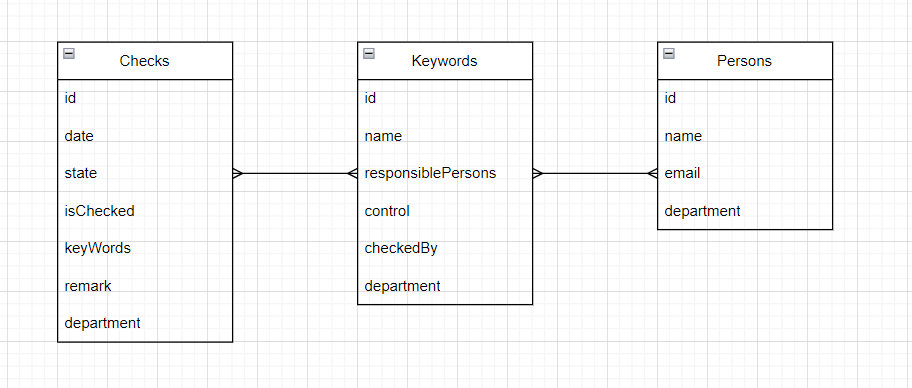 Checks
id
date
state
isChecked
keyWords
remark
department
Keywords
id
name
responsiblePersons
control
checkedBy
department
Persons
id
name
email
department